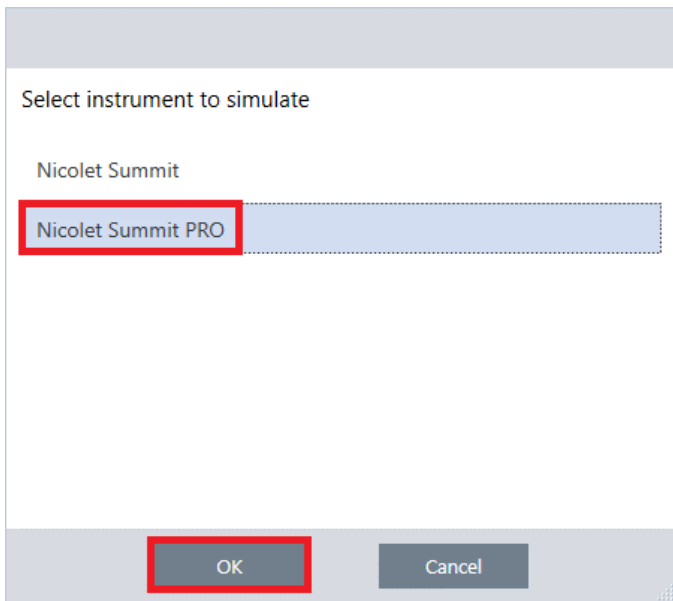 Select instrument to simulate
Nicolet Summit
Nicolet Summit PRO
OK
Cancel